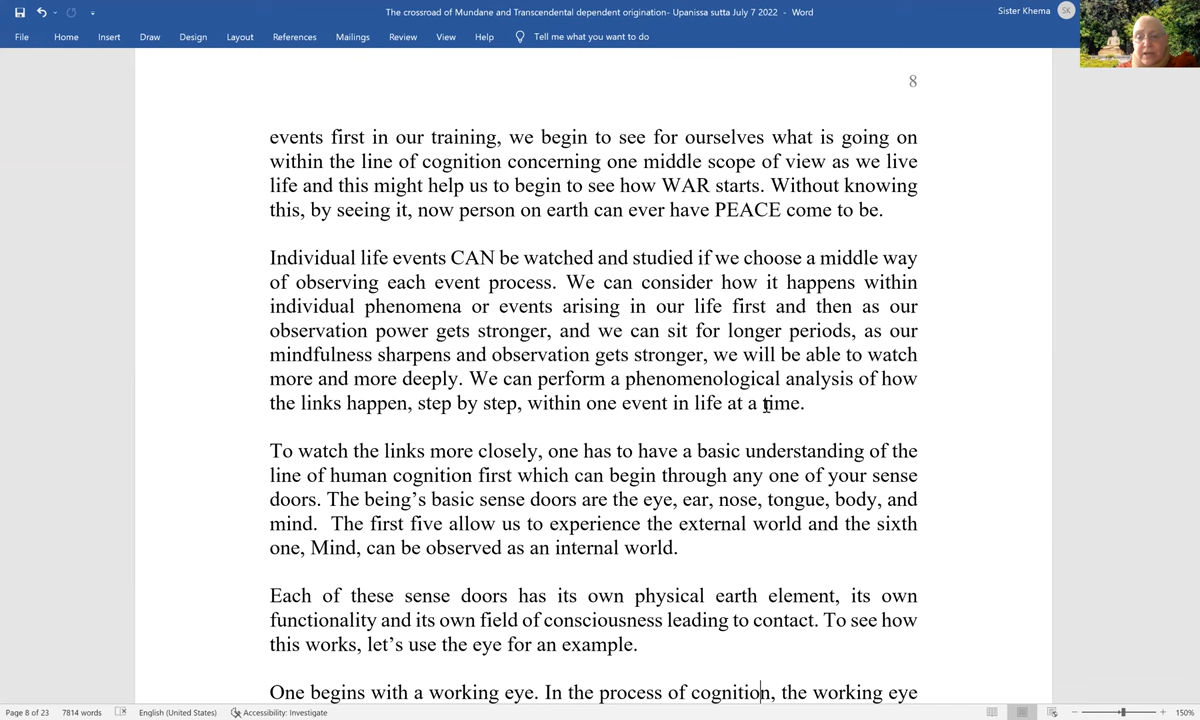 The crossroad of Mundane and Transcendental dependent origination- Upanissa sutta July 7 2022 - Word
Sister Khema SK
File Home Insert Draw Design Layout References Mailings Review View Help Tell me what you want to do
8
events first in our training, we begin to see for ourselves what is going on
within the line of cognition concerning one middle scope of view as we live
life and this might help us to begin to see how WAR starts. Without knowing
this, by seeing it, now person on earth can ever have PEACE come to be.
Individual life events CAN be watched and studied if we choose a middle way
of observing each event process. We can consider how it happens within
individual phenomena or events arising in our life first and then as our
observation power gets stronger, and we can sit for longer periods, as our
mindfulness sharpens and observation gets stronger, we will be able to watch
more and more deeply. We can perform a phenomenological analysis of how
the links happen, step by step, within one event in life at a time.
To watch the links more closely, one has to have a basic understanding of the
line of human cognition first which can begin through any one of your sense
doors. The being’s basic sense doors are the eye, ear, nose, tongue, body, and
mind.  The first five allow us to experience the external world and the sixth
one, Mind, can be observed as an internal world.
Each of these sense doors has its own physical earth element, its own
functionality and its own field of consciousness leading to contact. To see how
this works, let’s use the eye for an example.
One begins with a working eye. In the process of cognition, the working eye
Page 8 of 23 7814 words English (United States) Accessibility: Investigate 150%